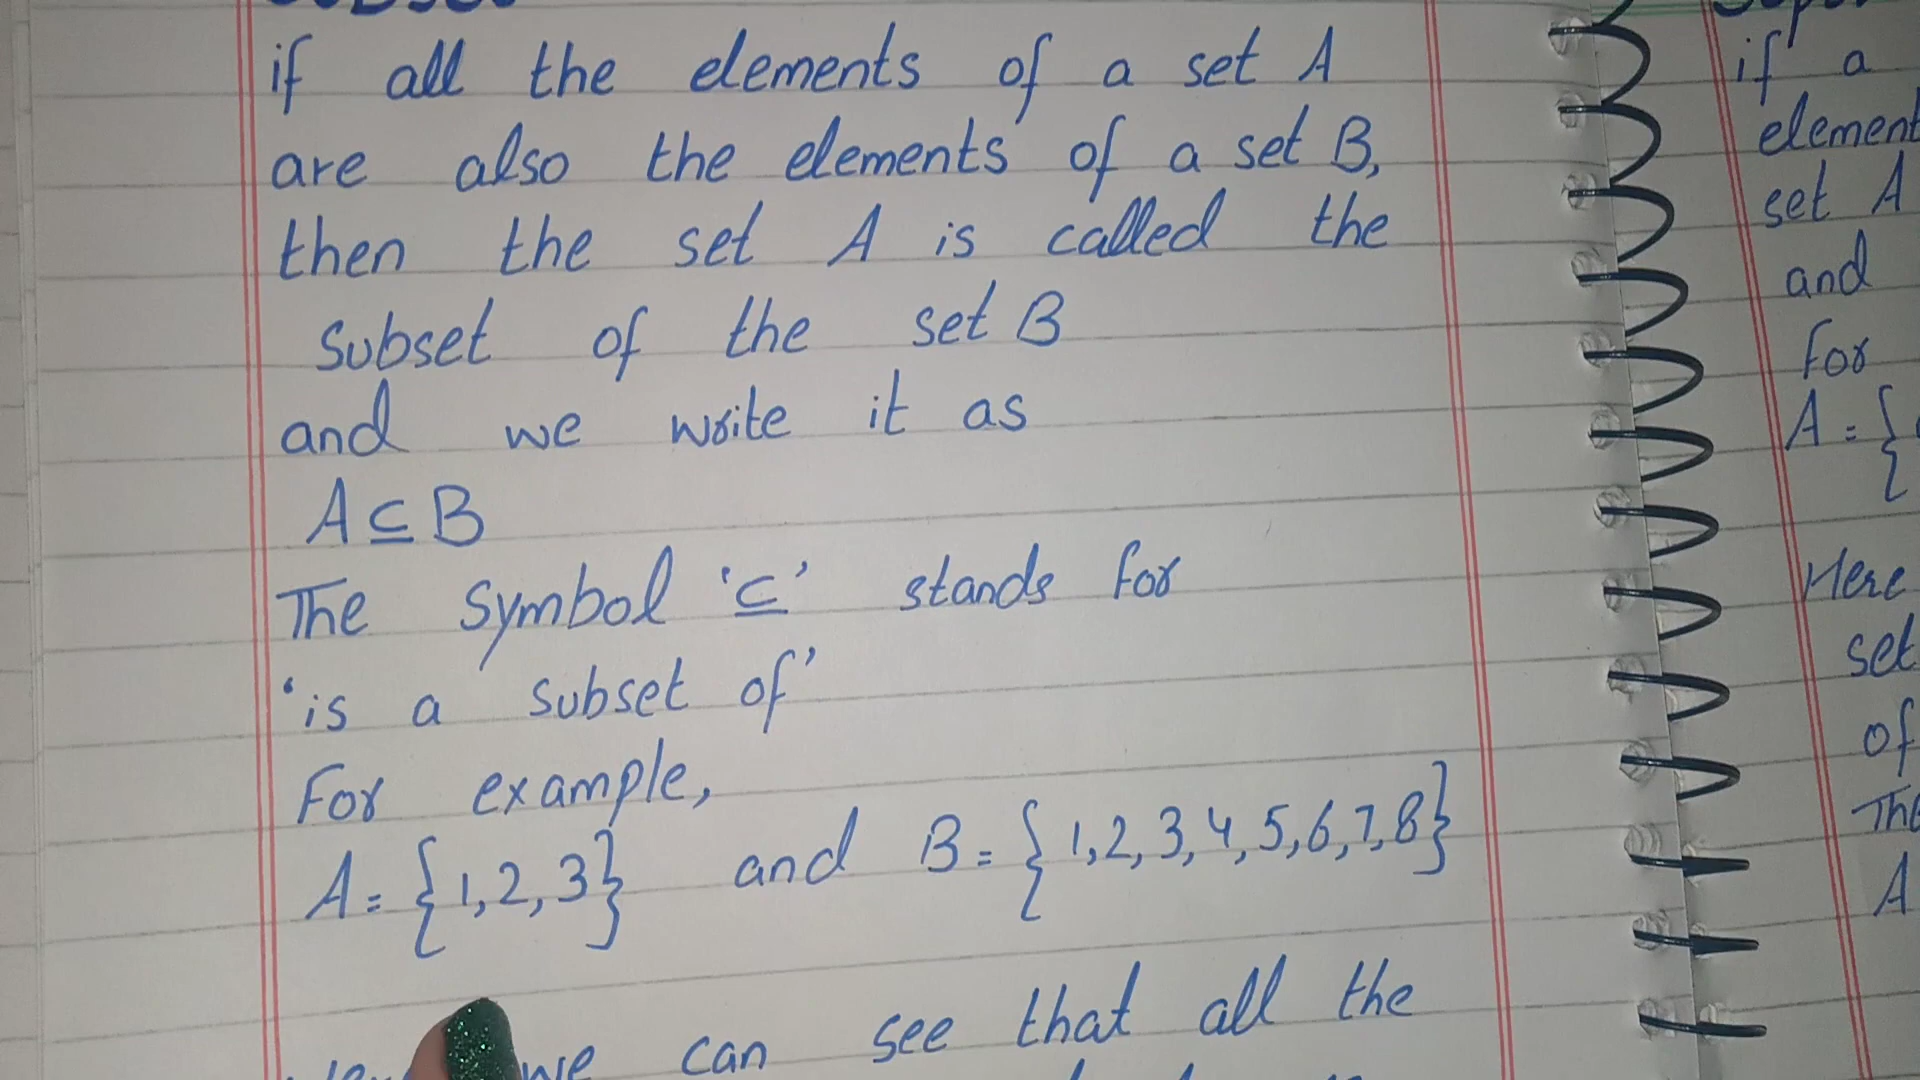 if all the elements of a set A
are also the elements of a set B,
then the set A is called the
subset of the set B
and we write it as
A ⊆ B
The symbol '⊆' stands for
'is a subset of'
For example,
A = {1,2,3} and B = {1,2,3,4,5,6,7,8}
we can see that all the
if a
element
set A
and
for
A = {
Here
set
of
A